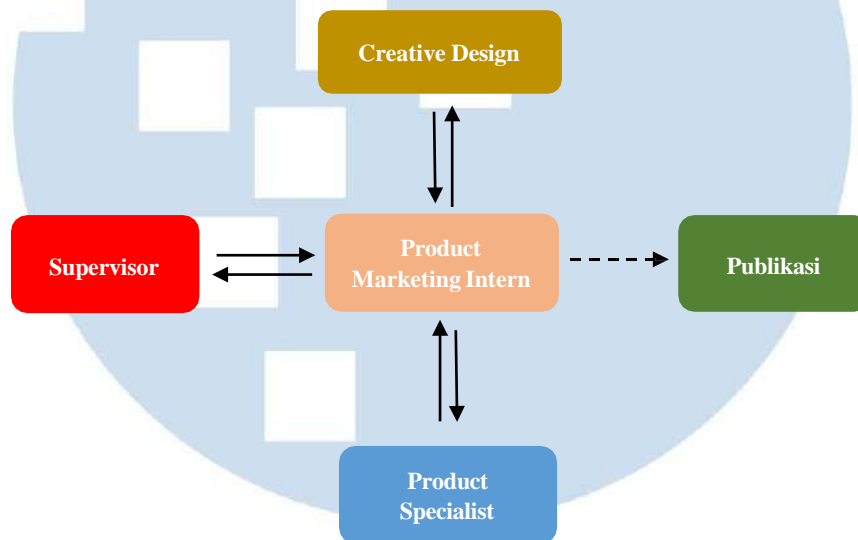 Creative Design
Supervisor
Product
Marketing Intern
Publikasi
Product
Specialist